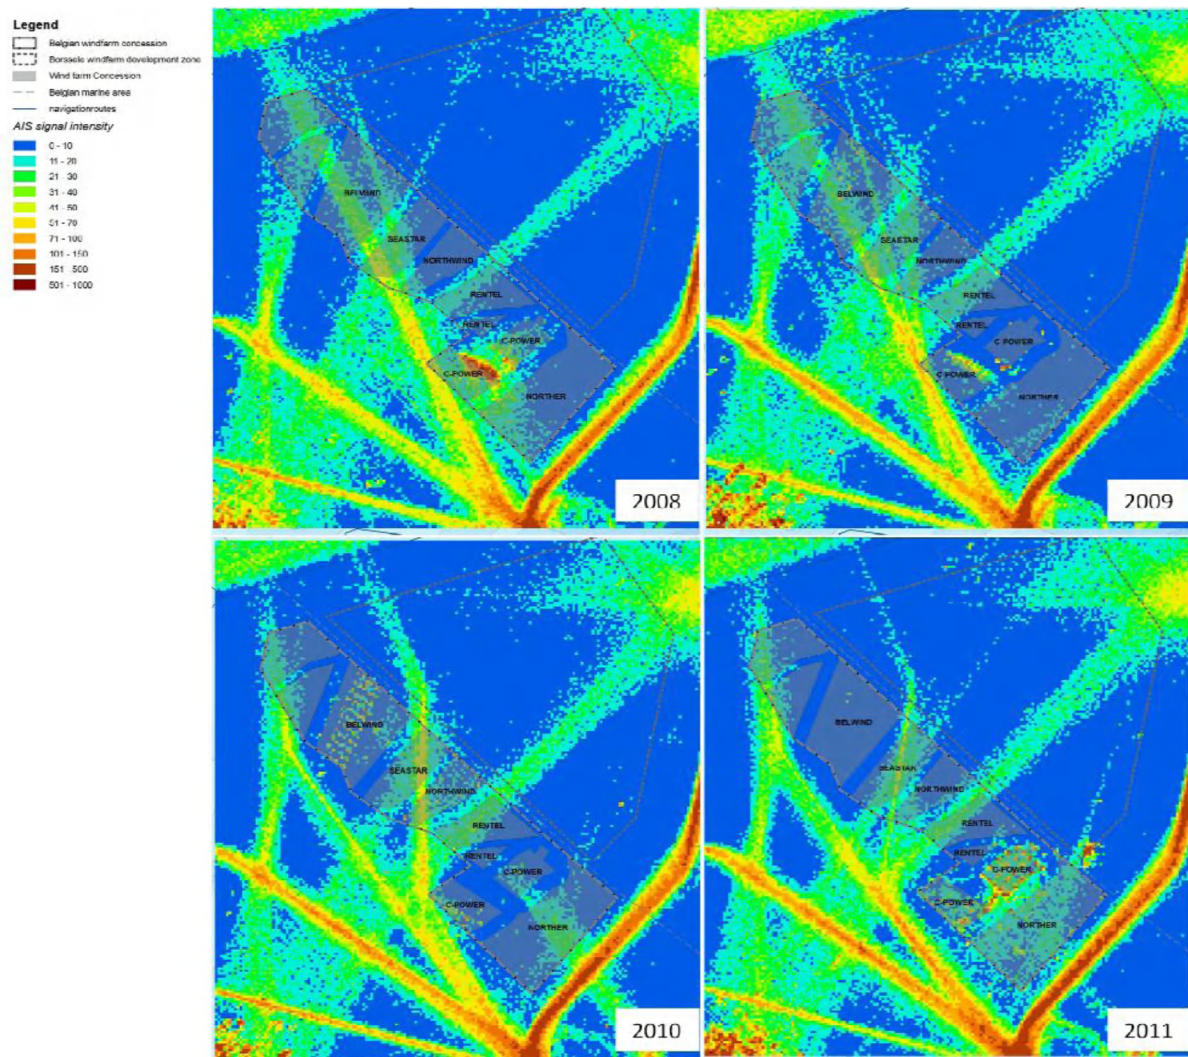 Legend
Belgian windfarm concession
Borssele windfarm development zone
Wind farm Concession
Belgian marine area
navigationroutes
AIS signal intensity
0 - 10
11 - 20
21 - 30
31 - 40
41 - 50
51 - 70
71 - 100
101 - 150
151 - 500
501 - 1000
BELWIND
SEASTAR
NORTHWIND
RENTEL
RENTEL
C-POWER
C-POWER
NORTHER
2008
BELWIND
SEASTAR
NORTHWIND
RENTEL
RENTEL
C-POWER
C-POWER
NORTHER
2009
BELWIND
SEASTAR
NORTHWIND
RENTEL
RENTEL
C-POWER
C-POWER
NORTHER
2010
BELWIND
SEASTAR
NORTHWIND
RENTEL
RENTEL
C-POWER
C-POWER
NORTHER
2011